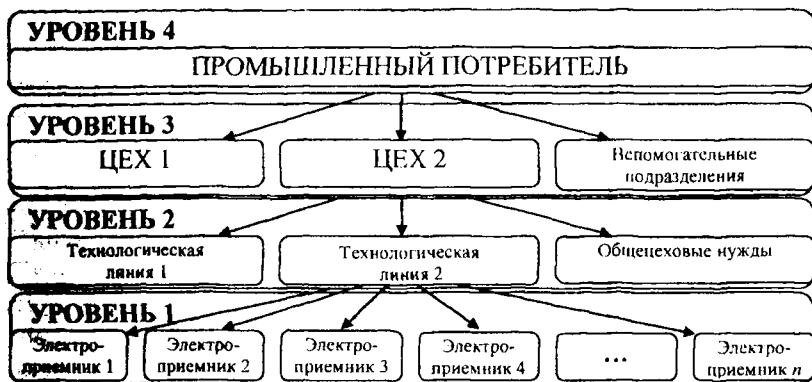 УРОВЕНЬ 4
ПРОМЫШЛЕННЫЙ ПОТРЕБИТЕЛЬ
УРОВЕНЬ 3
ЦЕХ 1
ЦЕХ 2
Вспомогательные
подразделения
УРОВЕНЬ 2
Технологическая
линия 1
Технологическая
линия 2
Общецеховые нужды
УРОВЕНЬ 1
Электро-
приемник 1
Электро-
приемник 2
Электро-
приемник 3
Электро-
приемник 4
...
Электро-
приемник n